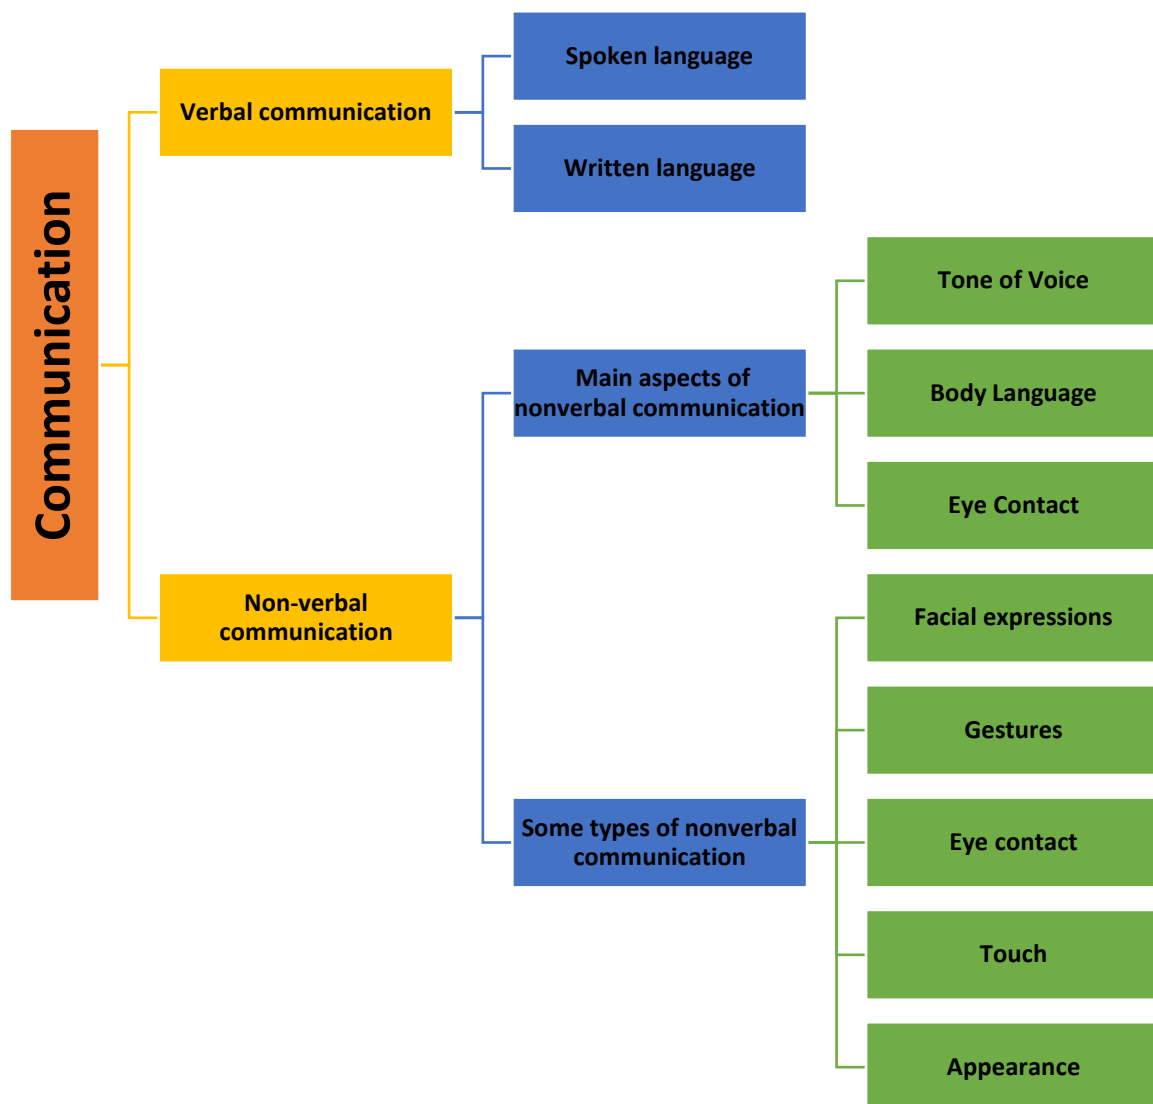 Communication
Verbal communication
Spoken language
Written language
Non-verbal
communication
Main aspects of
nonverbal communication
Tone of Voice
Body Language
Eye Contact
Some types of nonverbal
communication
Facial expressions
Gestures
Eye contact
Touch
Appearance